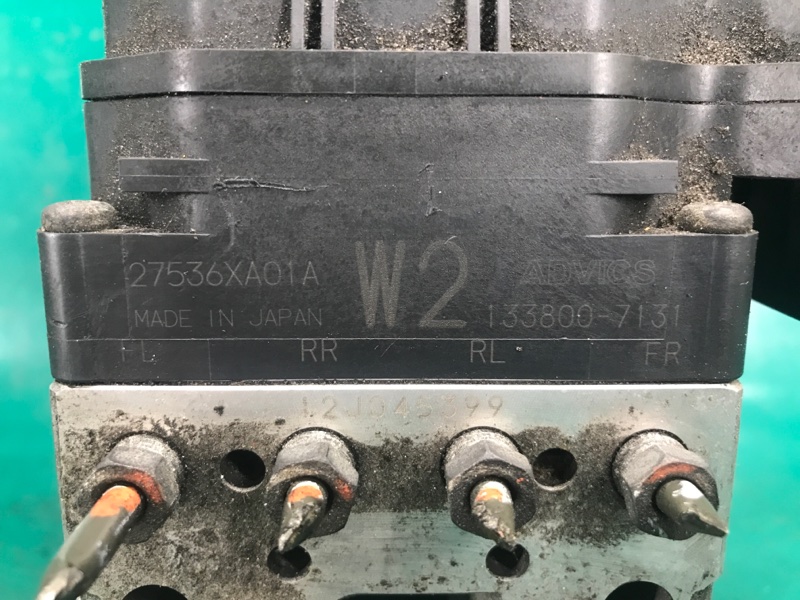 27536XA01A W2 ADVICS
MADE IN JAPAN 133800-7131
FL RR RL FR